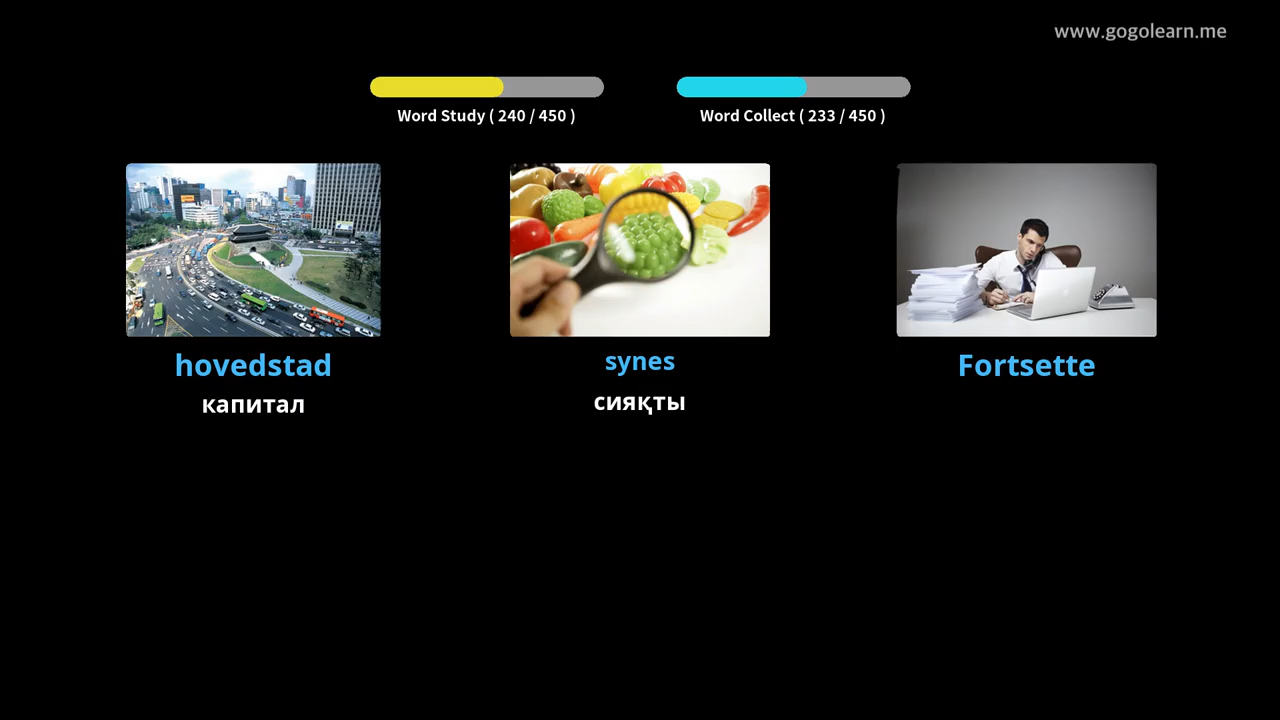 www.gogolearn.me
Word Study ( 240 / 450 )
Word Collect ( 233 / 450 )
hovedstad
капитал
synes
сияқты
Fortsette